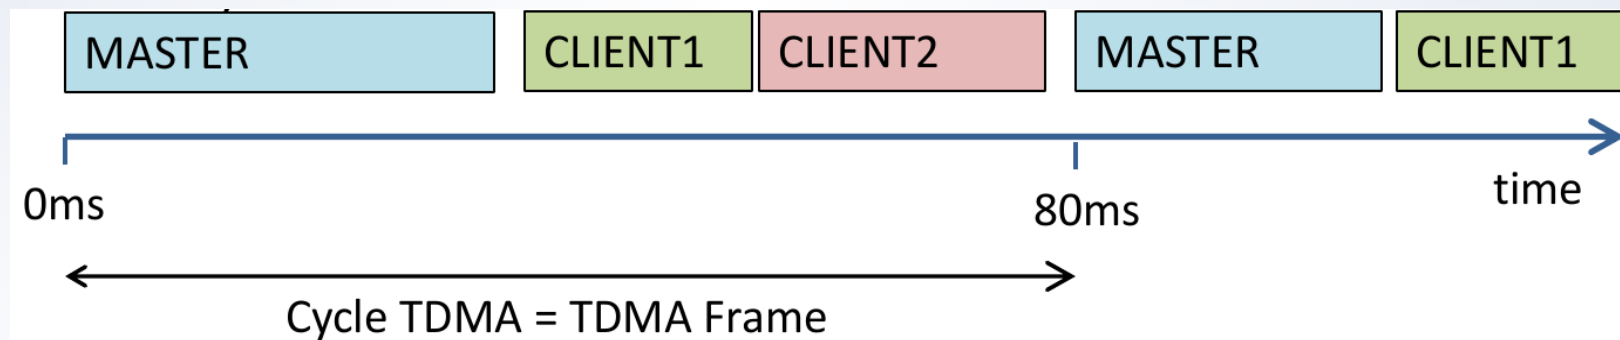 MASTER CLIENT1 CLIENT2 MASTER CLIENT1
time
0ms 80ms
Cycle TDMA = TDMA Frame